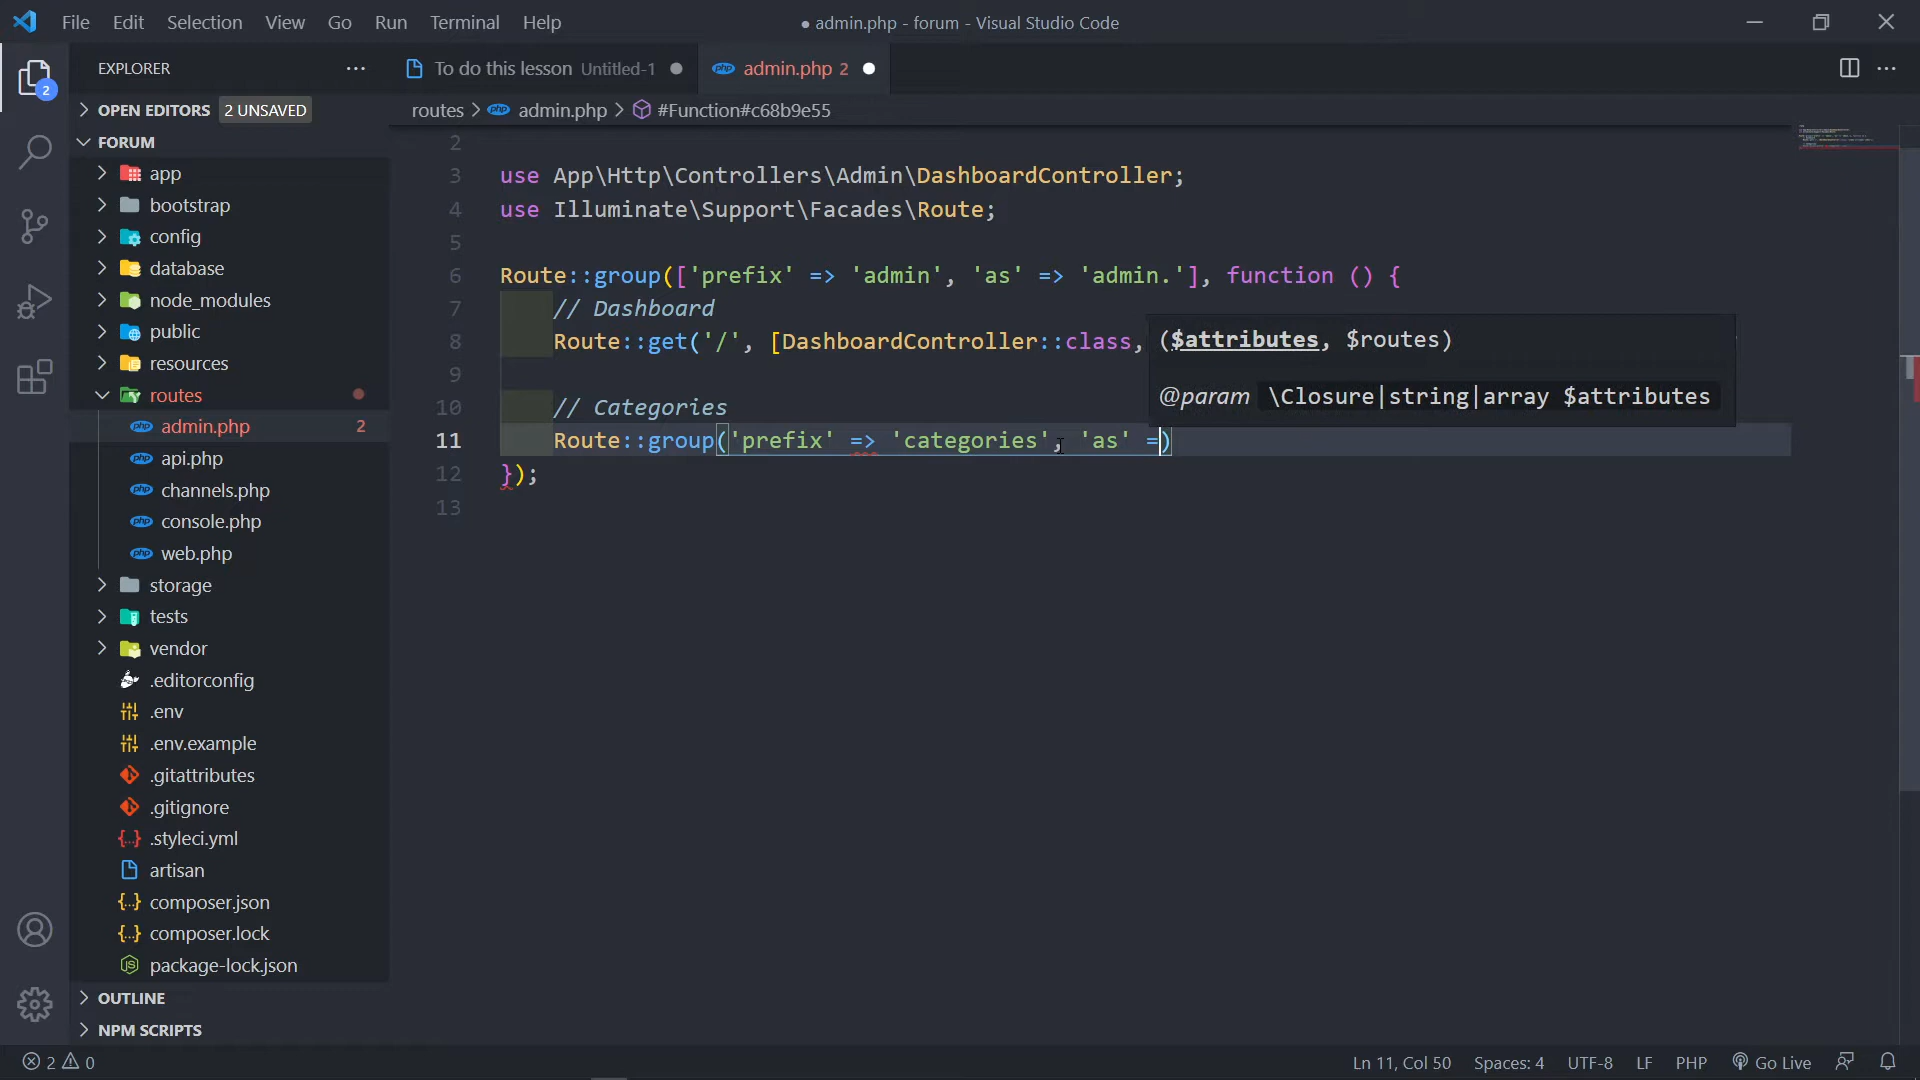 File Edit Selection View Go Run Terminal Help
● admin.php - forum - Visual Studio Code
EXPLORER
To do this lesson Untitled-1
admin.php 2
OPEN EDITORS 2 UNSAVED
routes > admin.php > #Function#c68b9e55
FORUM
app
bootstrap
config
database
node_modules
public
resources
routes
admin.php 2
api.php
channels.php
console.php
web.php
storage
tests
vendor
.editorconfig
.env
.env.example
.gitattributes
.gitignore
.styleci.yml
artisan
composer.json
composer.lock
package-lock.json
OUTLINE
NPM SCRIPTS
2
2
3 use App\Http\Controllers\Admin\DashboardController;
4 use Illuminate\Support\Facades\Route;
5
6 Route::group(['prefix' => 'admin', 'as' => 'admin.'], function () {
7 // Dashboard
8 Route::get('/', [DashboardController::class,
9
10 // Categories
11 Route::group('prefix' => 'categories', 'as' =)
12 });
13
($attributes, $routes)
@param \Closure|string|array $attributes
2 0
Ln 11, Col 50 Spaces: 4 UTF-8 LF PHP Go Live